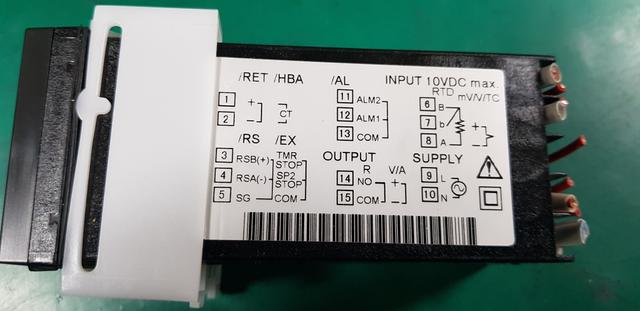 /RET /HBA /AL INPUT 10VDC max.
RTD mV/V/TC
1 + 11 ALM2 6 B
2 - CT 12 ALM1 7 b + -
13 COM 8 A
/RS /EX
3 RSB(+) TMR STOP OUTPUT SUPPLY
R V/A
4 RSA(-) SP2 STOP 14 NO + 9 L
5 SG COM 15 COM - 10 N